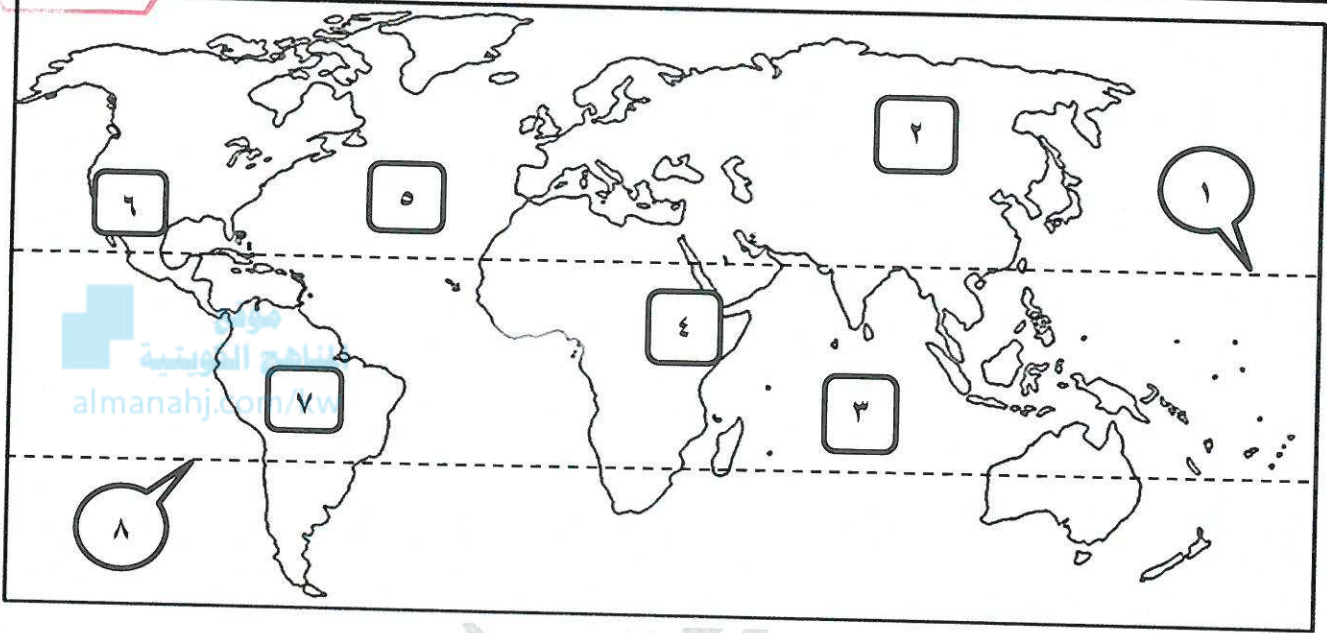 ٢
١
٥
٦
٤
موقع
المناهج الكويتية
almanahj.com/kw
٧
٣
٨